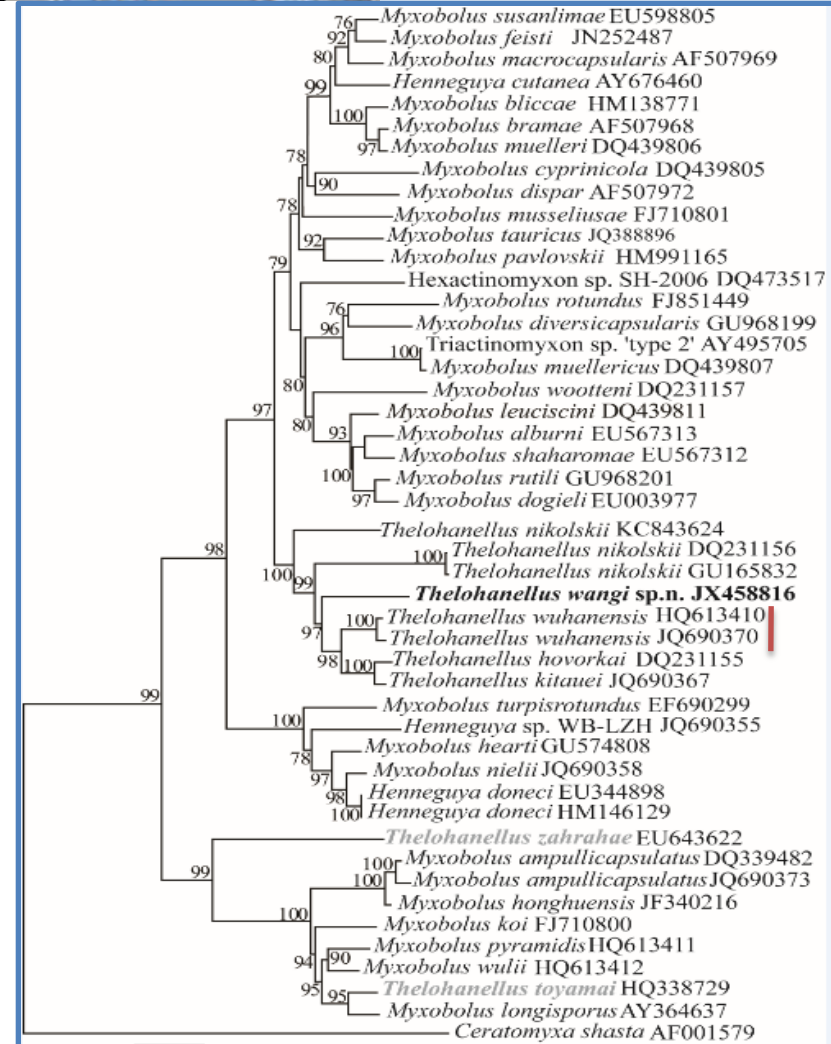 76 Myxobolus susanlimae EU598805
92 Myxobolus feisti JN252487
80 Myxobolus macrocapsularis AF507969
99 Henneguya cutanea AY676460
Myxobolus bliccae HM138771
100 Myxobolus bramae AF507968
97 Myxobolus muelleri DQ439806
78 Myxobolus cyprinicola DQ439805
90 Myxobolus dispar AF507972
78 Myxobolus musseliusae FJ710801
92 Myxobolus tauricus JQ388896
Myxobolus pavlovskii HM991165
79 Hexactinomyxon sp. SH-2006 DQ473517
76 Myxobolus rotundus FJ851449
96 Myxobolus diversicapsularis GU968199
100 Triactinomyxon sp. 'type 2' AY495705
Myxobolus muellericus DQ439807
80 Myxobolus wootteni DQ231157
97 80 Myxobolus leuciscini DQ439811
93 Myxobolus alburni EU567313
Myxobolus shaharomae EU567312
100 Myxobolus rutili GU968201
97 Myxobolus dogieli EU003977
Thelohanellus nikolskii KC843624
98 100 Thelohanellus nikolskii DQ231156
100 99 Thelohanellus nikolskii GU165832
Thelohanellus wangi sp.n. JX458816
100 Thelohanellus wuhanensis HQ613410
97 Thelohanellus wuhanensis JQ690370
98 100 Thelohanellus hovorkai DQ231155
Thelohanellus kitauei JQ690367
99 Myxobolus turpisrotundus EF690299
100 Henneguya sp. WB-LZH JQ690355
78 Myxobolus hearti GU574808
97 Myxobolus nielii JQ690358
98 Henneguya doneci EU344898
100 Henneguya doneci HM146129
Thelohanellus zahrahae EU643622
99 100 Myxobolus ampullicapsulatus DQ339482
100 Myxobolus ampullicapsulatus JQ690373
Myxobolus honghuensis JF340216
100 Myxobolus koi FJ710800
Myxobolus pyramidis HQ613411
94 90 Myxobolus wulii HQ613412
95 Thelohanellus toyamai HQ338729
95 Myxobolus longisporus AY364637
Ceratomyxa shasta AF001579